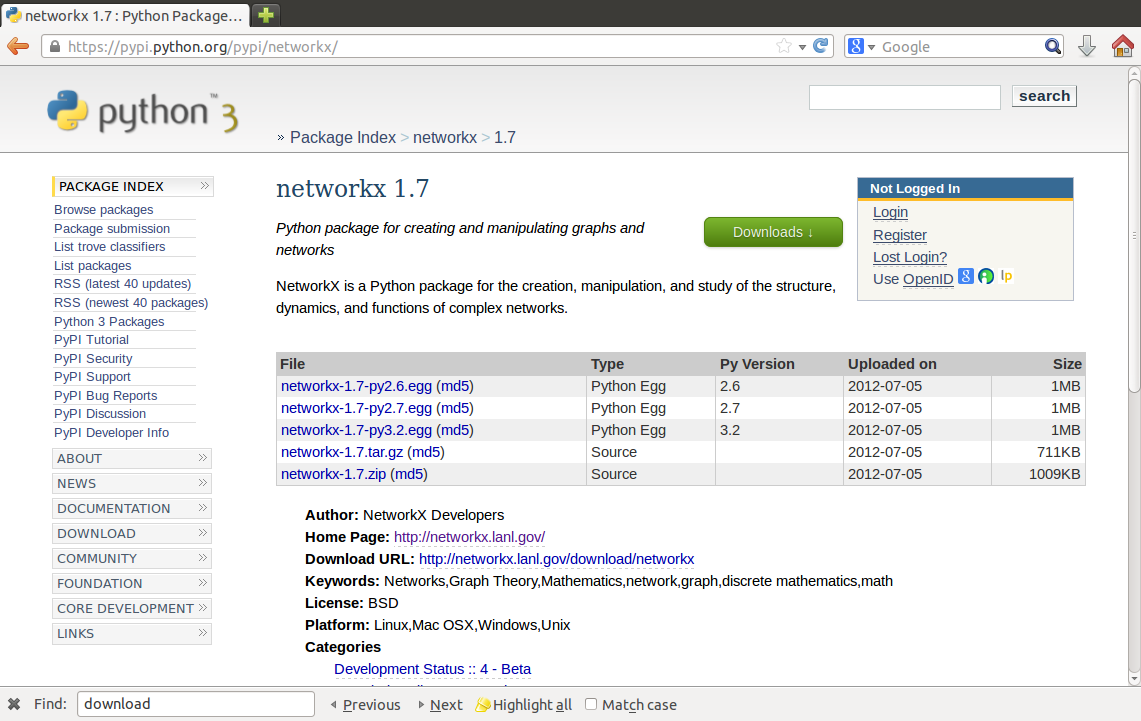 networkx 1.7 : Python Package...
https://pypi.python.org/pypi/networkx/
Google
python™ 3
search
» Package Index > networkx > 1.7
PACKAGE INDEX »
Browse packages
Package submission
List trove classifiers
List packages
RSS (latest 40 updates)
RSS (newest 40 packages)
Python 3 Packages
PyPI Tutorial
PyPI Security
PyPI Support
PyPI Bug Reports
PyPI Discussion
PyPI Developer Info
ABOUT »
NEWS »
DOCUMENTATION »
DOWNLOAD »
COMMUNITY »
FOUNDATION »
CORE DEVELOPMENT »
LINKS »
networkx 1.7
Downloads ↓
Python package for creating and manipulating graphs and
networks
NetworkX is a Python package for the creation, manipulation, and study of the structure,
dynamics, and functions of complex networks.
Not Logged In
Login
Register
Lost Login?
Use OpenID lp
File Type Py Version Uploaded on Size
networkx-1.7-py2.6.egg (md5) Python Egg 2.6 2012-07-05 1MB
networkx-1.7-py2.7.egg (md5) Python Egg 2.7 2012-07-05 1MB
networkx-1.7-py3.2.egg (md5) Python Egg 3.2 2012-07-05 1MB
networkx-1.7.tar.gz (md5) Source 2012-07-05 711KB
networkx-1.7.zip (md5) Source 2012-07-05 1009KB
Author: NetworkX Developers
Home Page: http://networkx.lanl.gov/
Download URL: http://networkx.lanl.gov/download/networkx
Keywords: Networks,Graph Theory,Mathematics,network,graph,discrete mathematics,math
License: BSD
Platform: Linux,Mac OSX,Windows,Unix
Categories
Development Status :: 4 - Beta
Find: download Previous Next Highlight all Match case